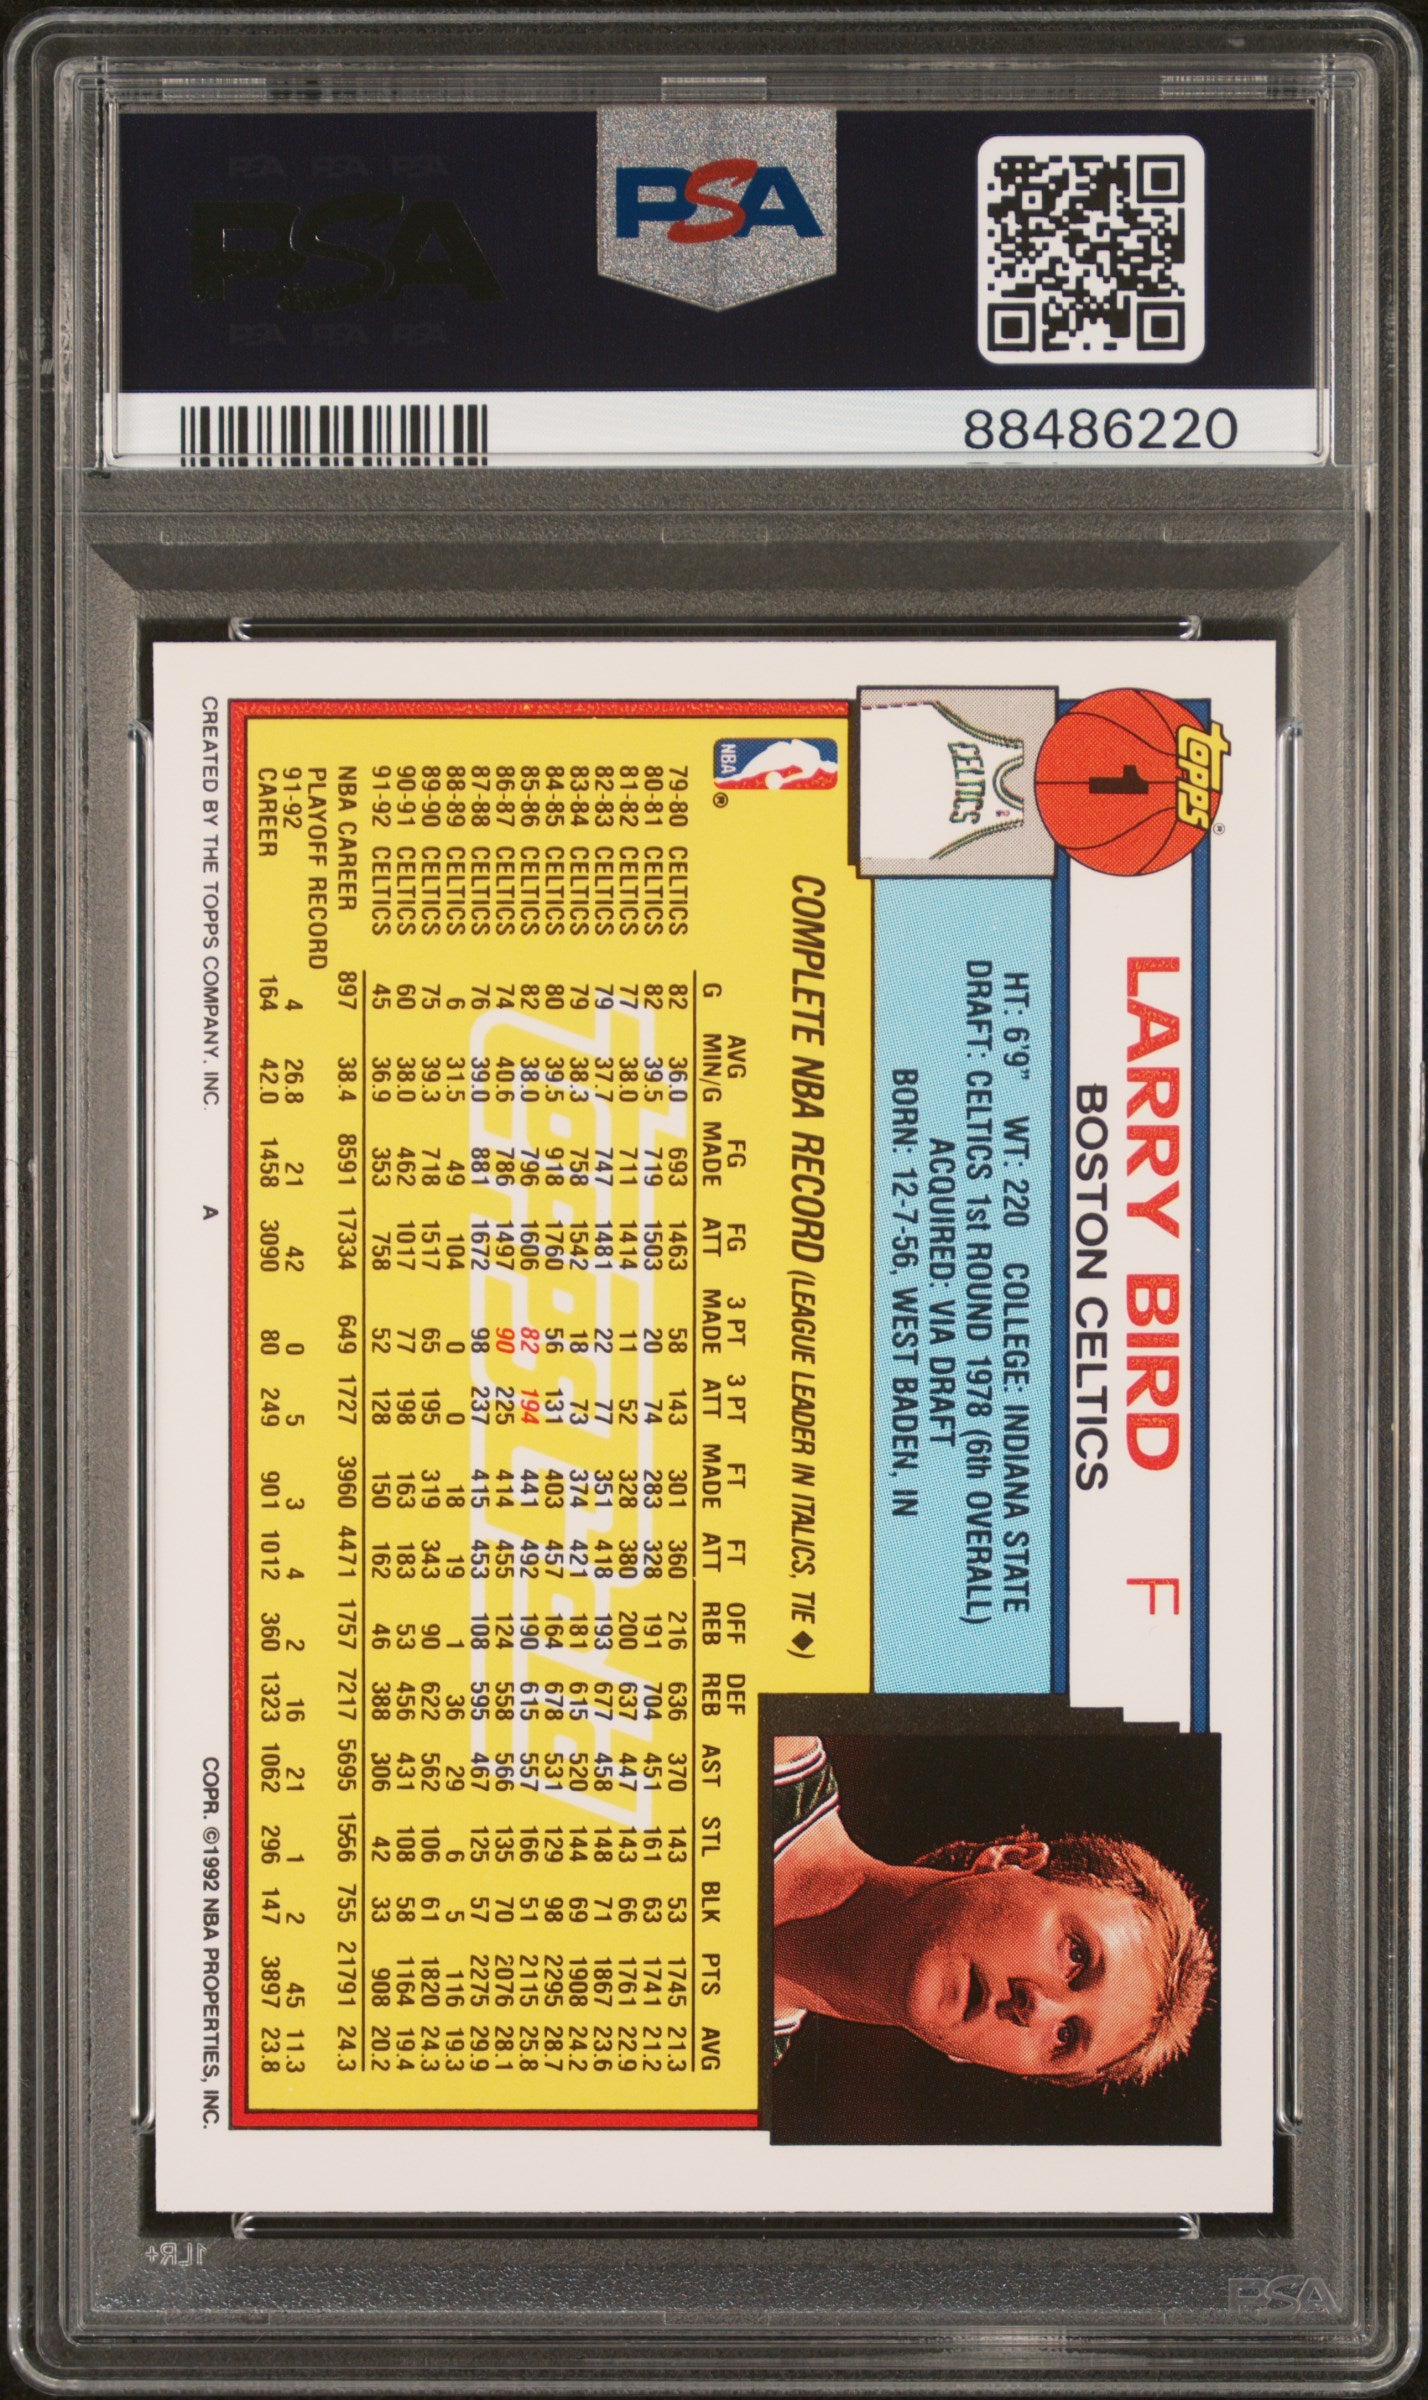 PSA PSA PSA
PSA
PSA PSA PSA
PSA
88486220
topps®
1
LARRY BIRD F
BOSTON CELTICS
CELTICS
HT: 6'9" WT: 220 COLLEGE: INDIANA STATE
DRAFT: CELTICS 1st ROUND 1978 (6th OVERALL)
ACQUIRED: VIA DRAFT
BORN: 12-7-56, WEST BADEN, IN
NBA ®
COMPLETE NBA RECORD (LEAGUE LEADER IN ITALICS, TIE ◆)
G AVG MIN/G FG MADE FG ATT 3 PT MADE 3 PT ATT FT MADE FT ATT OFF REB DEF REB AST STL BLK PTS AVG
79-80 CELTICS 82 36.0 693 1463 58 143 301 360 216 636 370 143 53 1745 21.3
80-81 CELTICS 82 39.5 719 1503 20 74 283 328 191 704 451 161 63 1741 21.2
81-82 CELTICS 77 38.0 711 1414 11 52 328 380 200 637 447 143 66 1761 22.9
82-83 CELTICS 79 37.7 747 1481 22 77 351 418 193 677 458 148 71 1867 23.6
83-84 CELTICS 79 38.3 758 1542 18 73 374 421 181 615 520 144 69 1908 24.2
84-85 CELTICS 80 39.5 918 1760 56 131 403 457 164 678 531 129 98 2295 28.7
85-86 CELTICS 82 38.0 796 1606 82 194 441 492 190 615 557 166 51 2115 25.8
86-87 CELTICS 74 40.6 786 1497 90 225 414 455 124 558 566 135 70 2076 28.1
87-88 CELTICS 76 39.0 881 1672 98 237 415 453 108 595 467 125 57 2275 29.9
88-89 CELTICS 6 31.5 49 104 0 0 18 19 1 36 29 6 5 116 19.3
89-90 CELTICS 75 39.3 718 1517 65 195 319 343 90 622 562 106 61 1820 24.3
90-91 CELTICS 60 38.0 462 1017 77 198 163 183 53 456 431 108 58 1164 19.4
91-92 CELTICS 45 36.9 353 758 52 128 150 162 46 388 306 42 33 908 20.2
NBA CAREER 897 38.4 8591 17334 649 1727 3960 4471 1757 7217 5695 1556 755 21791 24.3
PLAYOFF RECORD
91-92 4 26.8 21 42 0 5 3 4 2 16 21 1 2 45 11.3
CAREER 164 42.0 1458 3090 80 249 901 1012 360 1323 1062 296 147 3897 23.8
Topps Gold
CREATED BY THE TOPPS COMPANY, INC. A COPR. ©1992 NBA PROPERTIES, INC.
1LR+
PSA